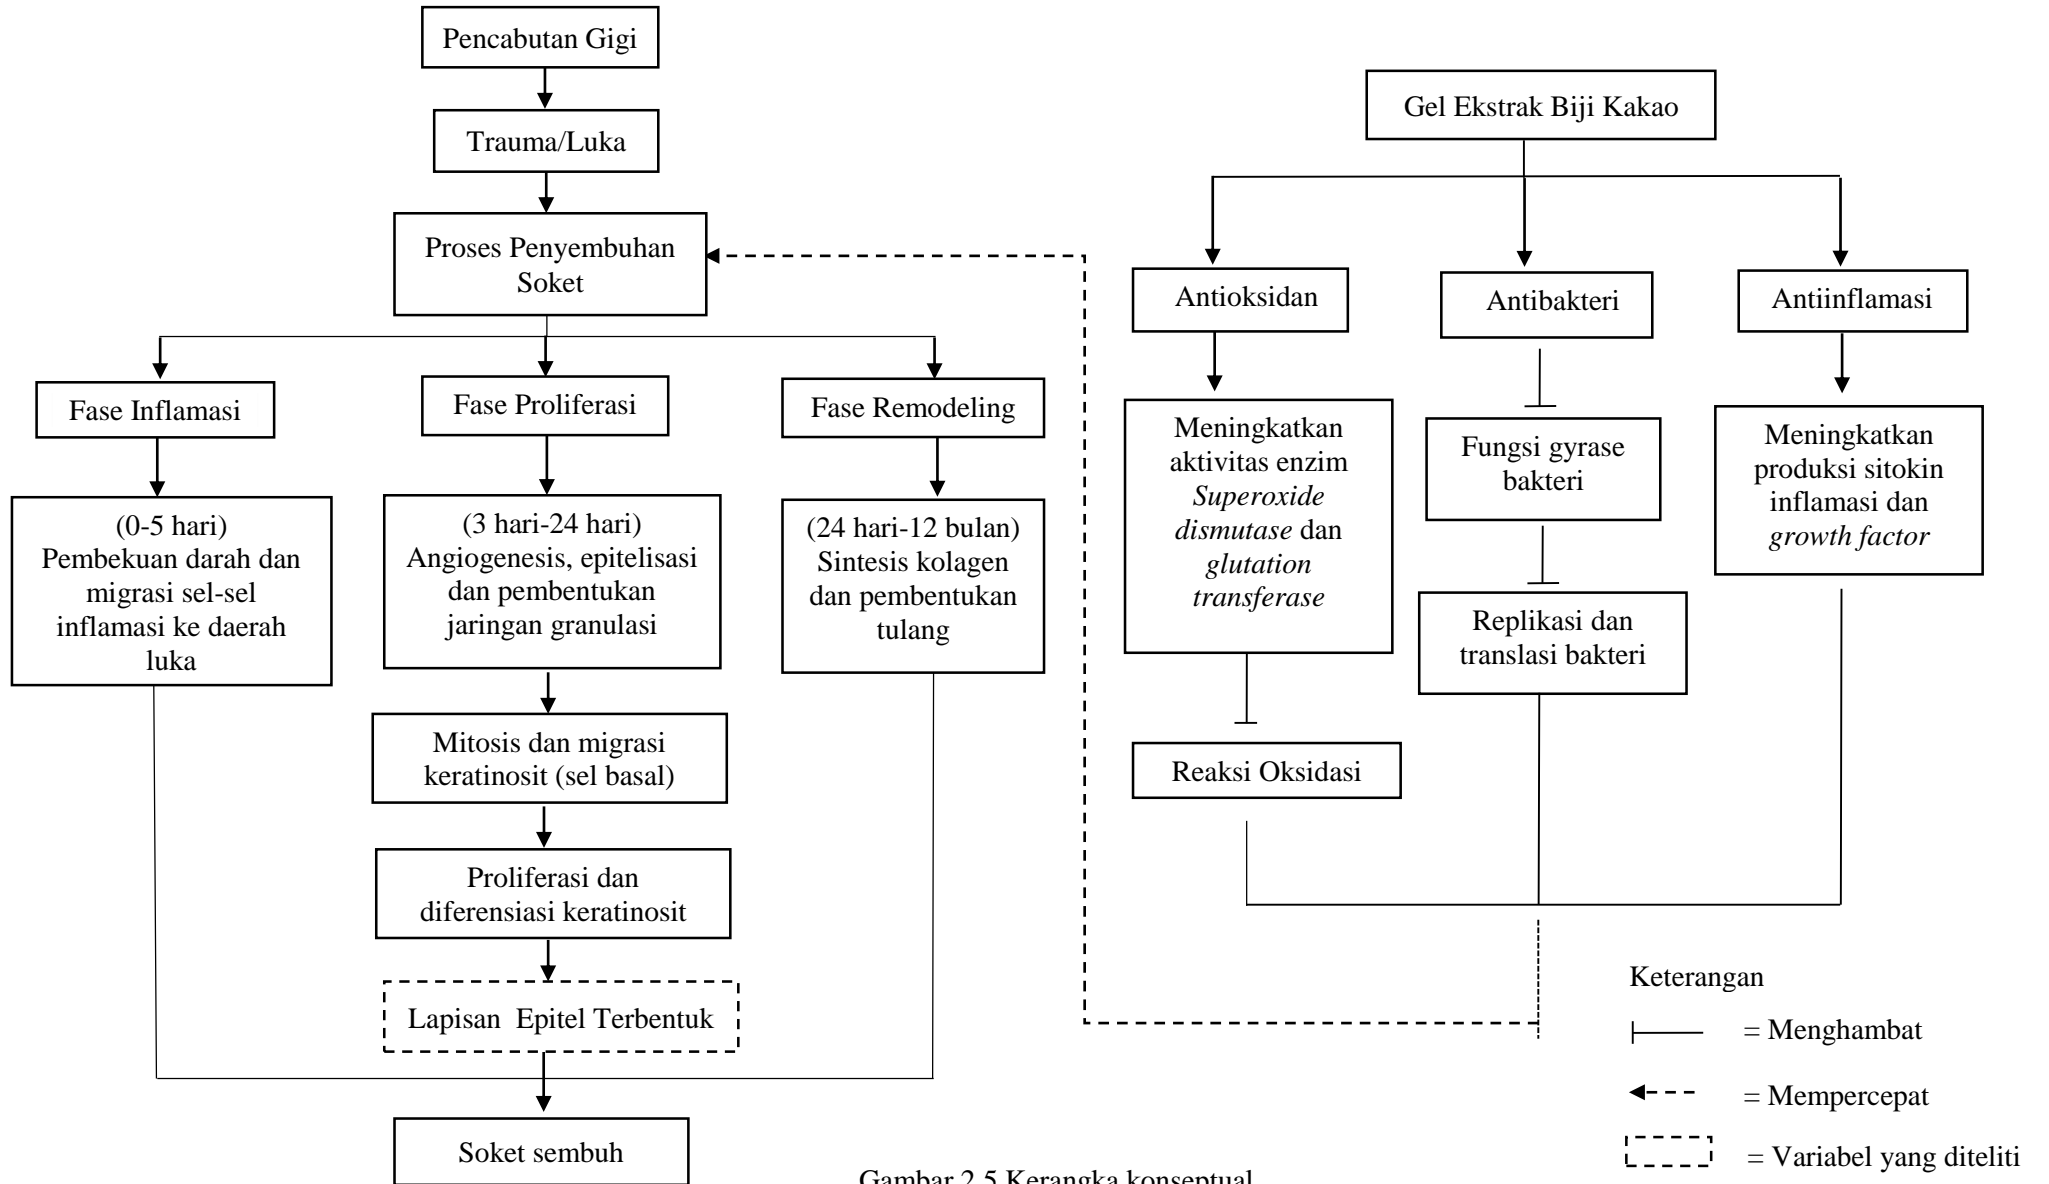 Pencabutan Gigi
Trauma/Luka
Proses Penyembuhan
Soket
Fase Inflamasi
(0-5 hari)
Pembekuan darah dan
migrasi sel-sel
inflamasi ke daerah
luka
Fase Proliferasi
(3 hari-24 hari)
Angiogenesis, epitelisasi
dan pembentukan
jaringan granulasi
Mitosis dan migrasi
keratinosit (sel basal)
Proliferasi dan
diferensiasi keratinosit
Lapisan Epitel Terbentuk
Fase Remodeling
(24 hari-12 bulan)
Sintesis kolagen
dan pembentukan
tulang
Soket sembuh
Gel Ekstrak Biji Kakao
Antioksidan
Meningkatkan
aktivitas enzim
Superoxide
dismutase dan
glutation
transferase
Reaksi Oksidasi
Antibakteri
Fungsi gyrase
bakteri
Replikasi dan
translasi bakteri
Antiinflamasi
Meningkatkan
produksi sitokin
inflamasi dan
growth factor
Keterangan
= Menghambat
= Mempercepat
= Variabel yang diteliti
Gambar 2.5 Kerangka konseptual